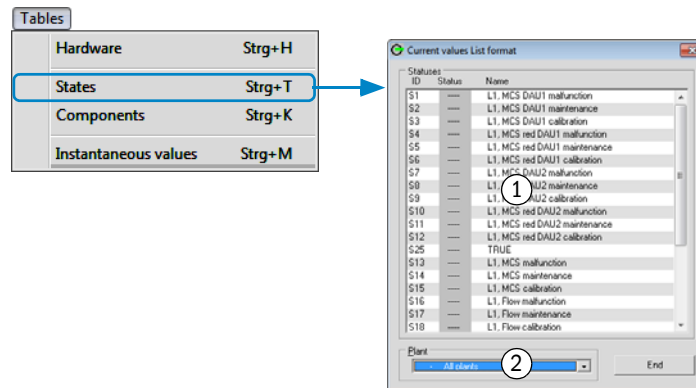 Tables
Hardware Strg+H
States Strg+T
Components Strg+K
Instantaneous values Strg+M
Current values List format
Statuses
ID Status Name
S1 ---- L1, MCS DAU1 malfunction
S2 ---- L1, MCS DAU1 maintenance
S3 ---- L1, MCS DAU1 calibration
S4 ---- L1, MCS red DAU1 malfunction
S5 ---- L1, MCS red DAU1 maintenance
S6 ---- L1, MCS red DAU1 calibration
S7 ---- L1, MCS DAU2 malfunction
S8 ---- L1, DAU2 maintenance
S9 ---- L1, AU2 calibration
S10 ---- L1, MCS red DAU2 malfunction
S11 ---- L1, MCS red DAU2 maintenance
S12 ---- L1, MCS red DAU2 calibration
S25 ---- TRUE
S13 ---- L1, MCS malfunction
S14 ---- L1, MCS maintenance
S15 ---- L1, MCS calibration
S16 ---- L1, Flow malfunction
S17 ---- L1, Flow maintenance
S18 ---- L1, Flow calibration
1
Plant
- All plants
2
End